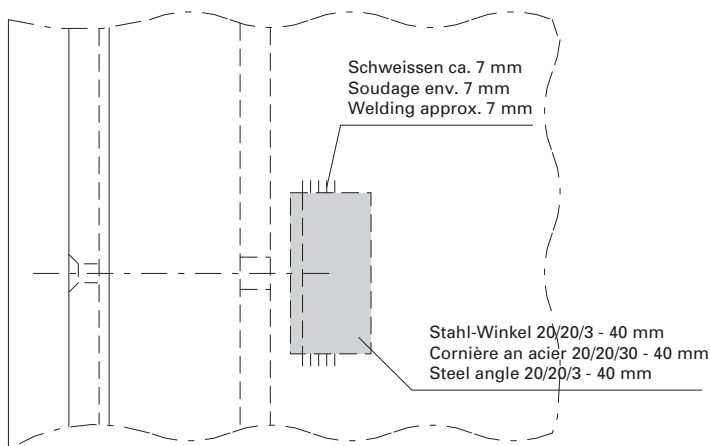 Schweissen ca. 7 mm
Soudage env. 7 mm
Welding approx. 7 mm
Stahl-Winkel 20/20/3 - 40 mm
Cornière an acier 20/20/30 - 40 mm
Steel angle 20/20/3 - 40 mm